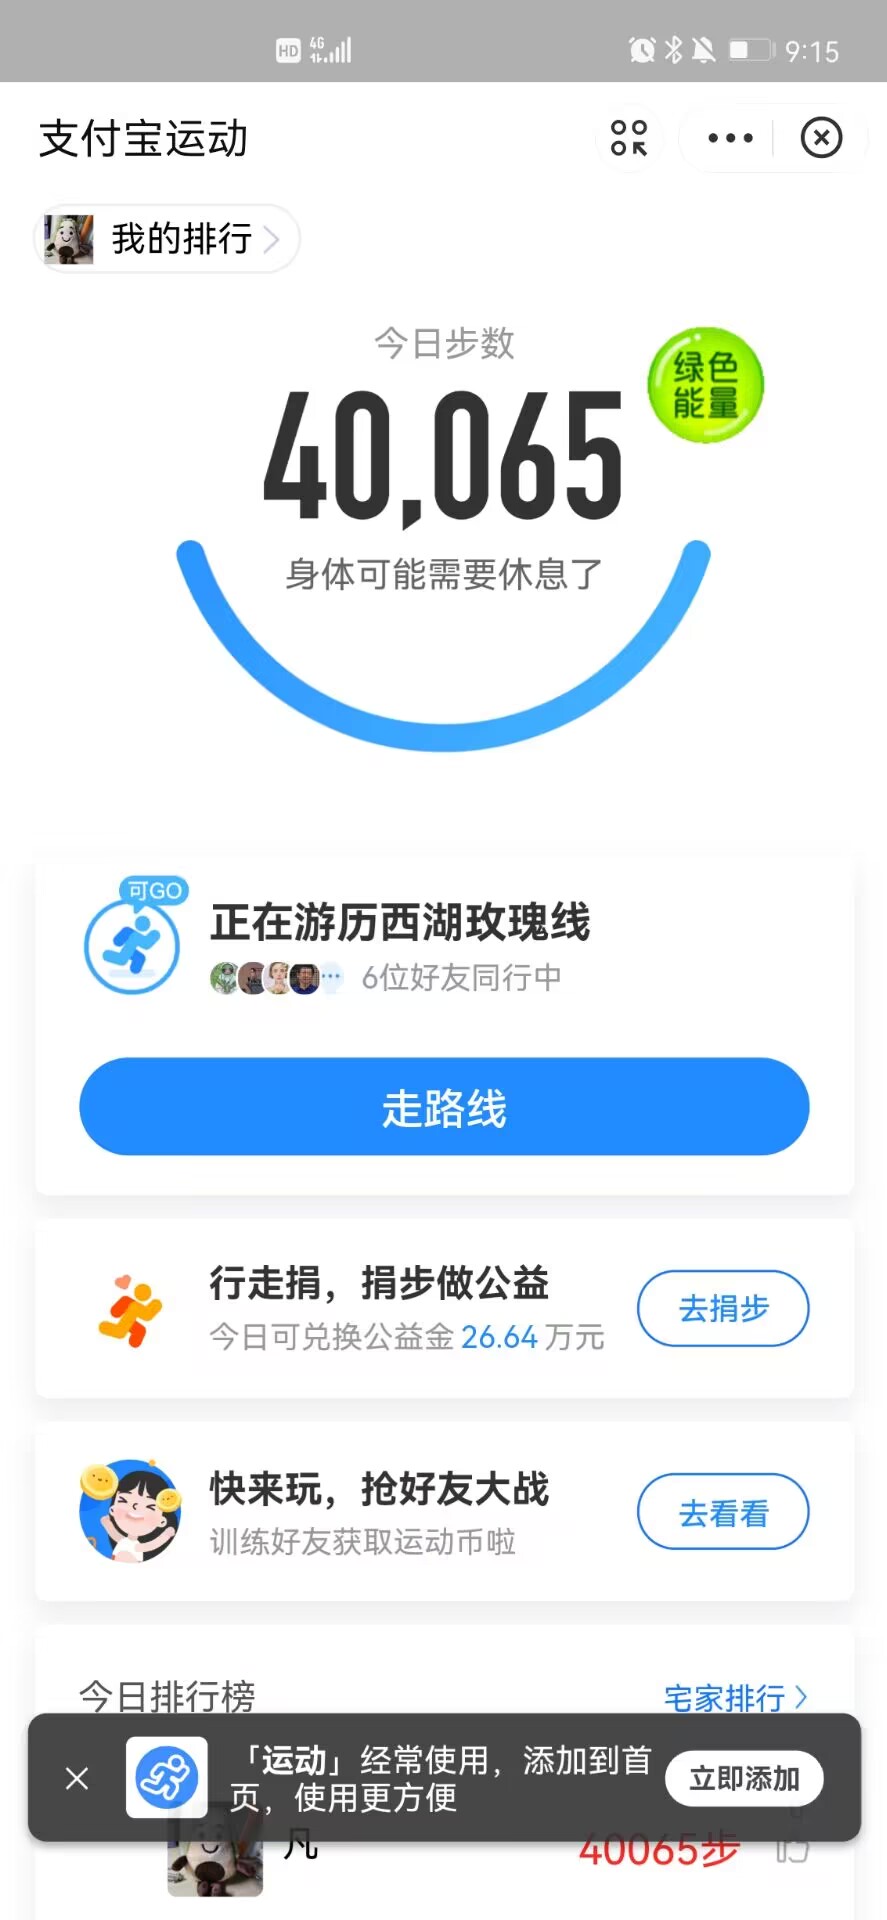 HD 4G 9:15
支付宝运动
我的排行
今日步数
绿色
能量
40,065
身体可能需要休息了
可GO
正在游历西湖玫瑰线
6位好友同行中
走路线
行走捐，捐步做公益
今日可兑换公益金 26.64 万元
去捐步
快来玩，抢好友大战
训练好友获取运动币啦
去看看
今日排行榜
宅家排行
「运动」经常使用，添加到首
页，使用更方便
立即添加
凡
40065步